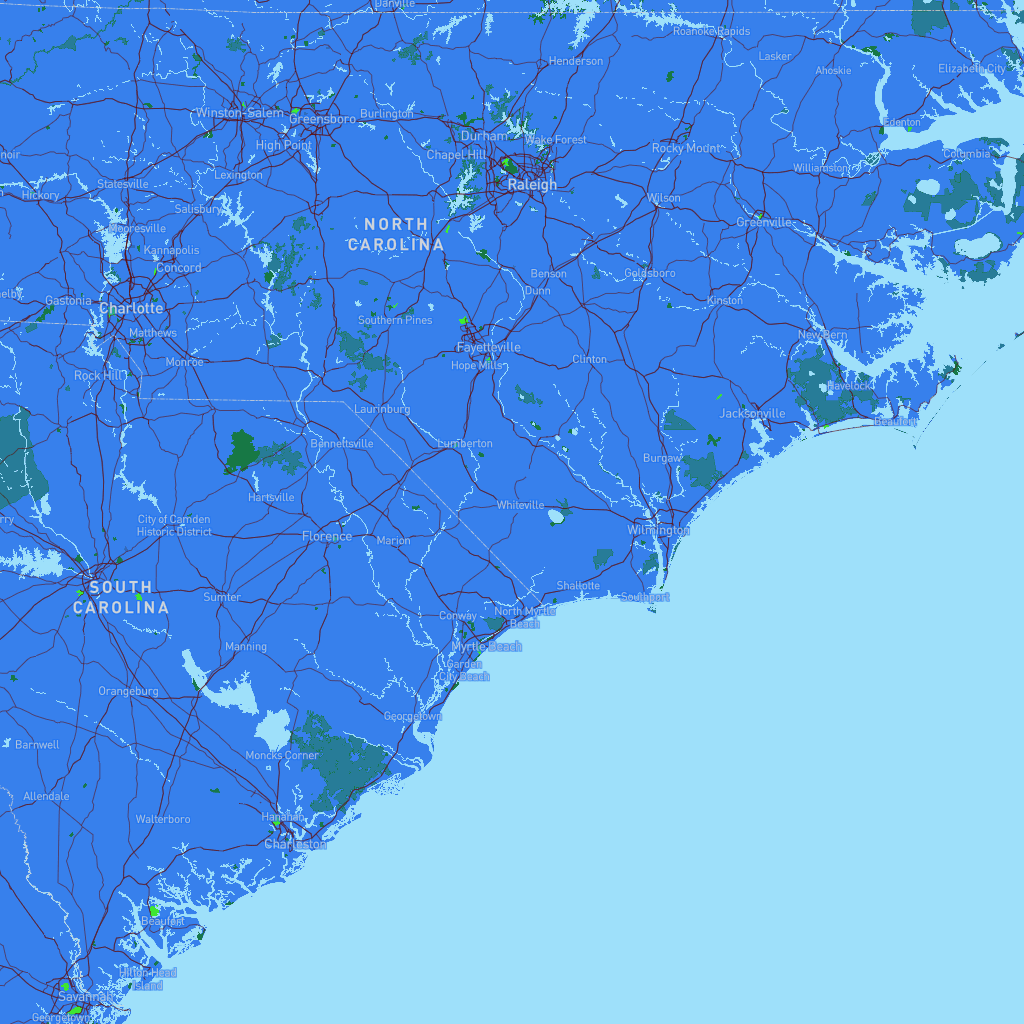 Danville
Roanoke Rapids
Henderson
Lasker
Ahoskie
Elizabeth City
Winston-Salem
Greensboro
Burlington
Durham
Wake Forest
Edenton
High Point
Chapel Hill
Rocky Mount
Columbia
noir
Lexington
Raleigh
Williamston
Statesville
Hickory
Salisbury
Wilson
Mooresville
NORTH
CAROLINA
Greenville
Kannapolis
Concord
Benson
Goldsboro
elby
Gastonia
Dunn
Kinston
Charlotte
Southern Pines
Matthews
Fayetteville
New Bern
Monroe
Hope Mills
Clinton
Rock Hill
Havelock
Laurinburg
Jacksonville
Beaufort
Bennettsville
Lumberton
Burgaw
Hartsville
Whiteville
City of Camden
Historic District
rry
Florence
Marion
Wilmington
SOUTH
CAROLINA
Sumter
Shallotte
Southport
Conway
North Myrtle
Beach
Manning
Myrtle Beach
Garden
City Beach
Orangeburg
Georgetown
Barnwell
Moncks Corner
Allendale
Walterboro
Hanahan
Charleston
Beaufort
Hilton Head
Island
Savannah
Georgetown